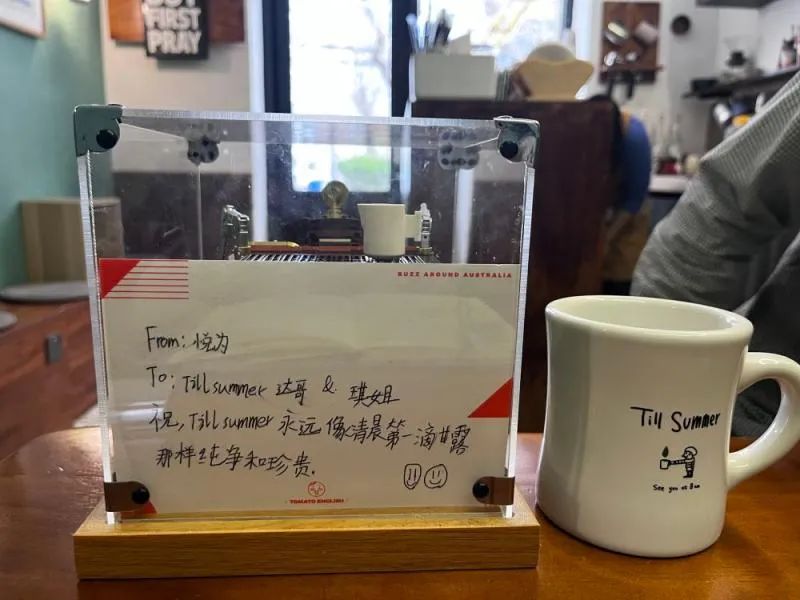 FIRST
PRAY
BUZZ AROUND AUSTRALIA
From: 悦为
To: Till summer 达哥 & 琪姐
祝, Till summer 永远像清晨第一滴甘露
那样纯净和珍贵.
TOMATO ENGLISH
Till Summer
See you at 8am